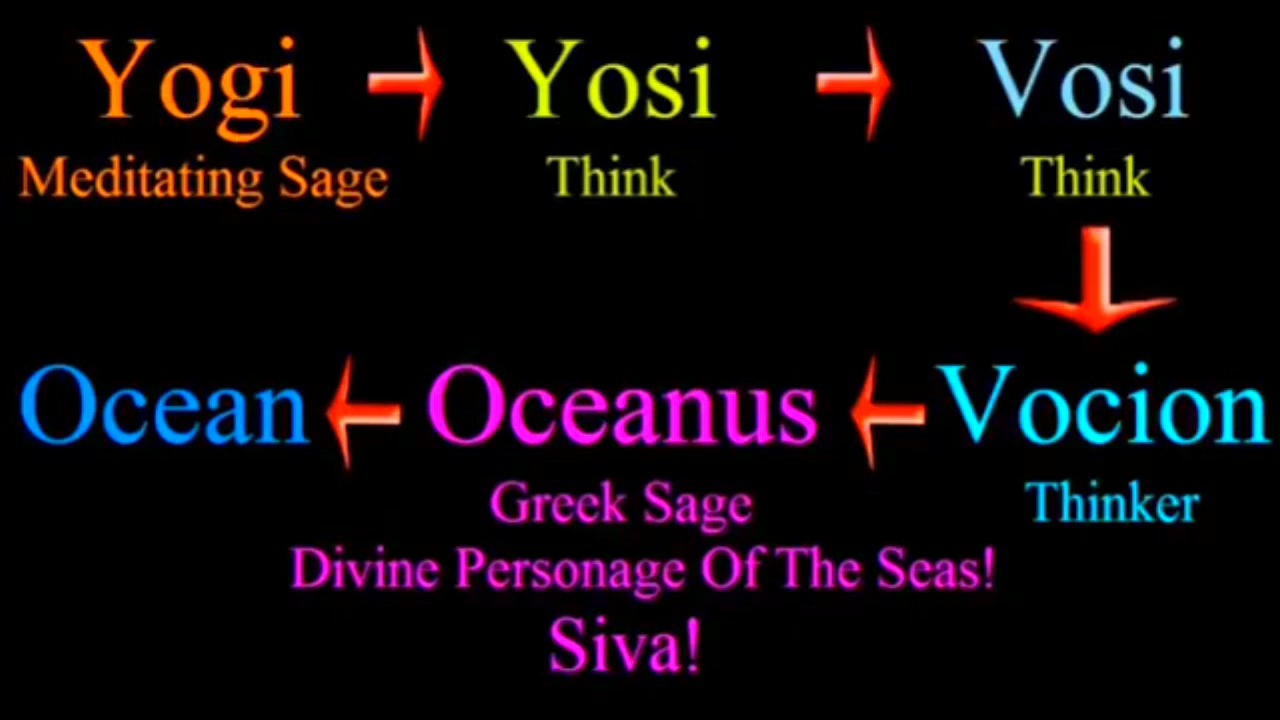 Yogi → Yosi → Vosi
Meditating Sage Think Think
Ocean ← Oceanus ← Vocion
Greek Sage Thinker
Divine Personage Of The Seas!
Siva!